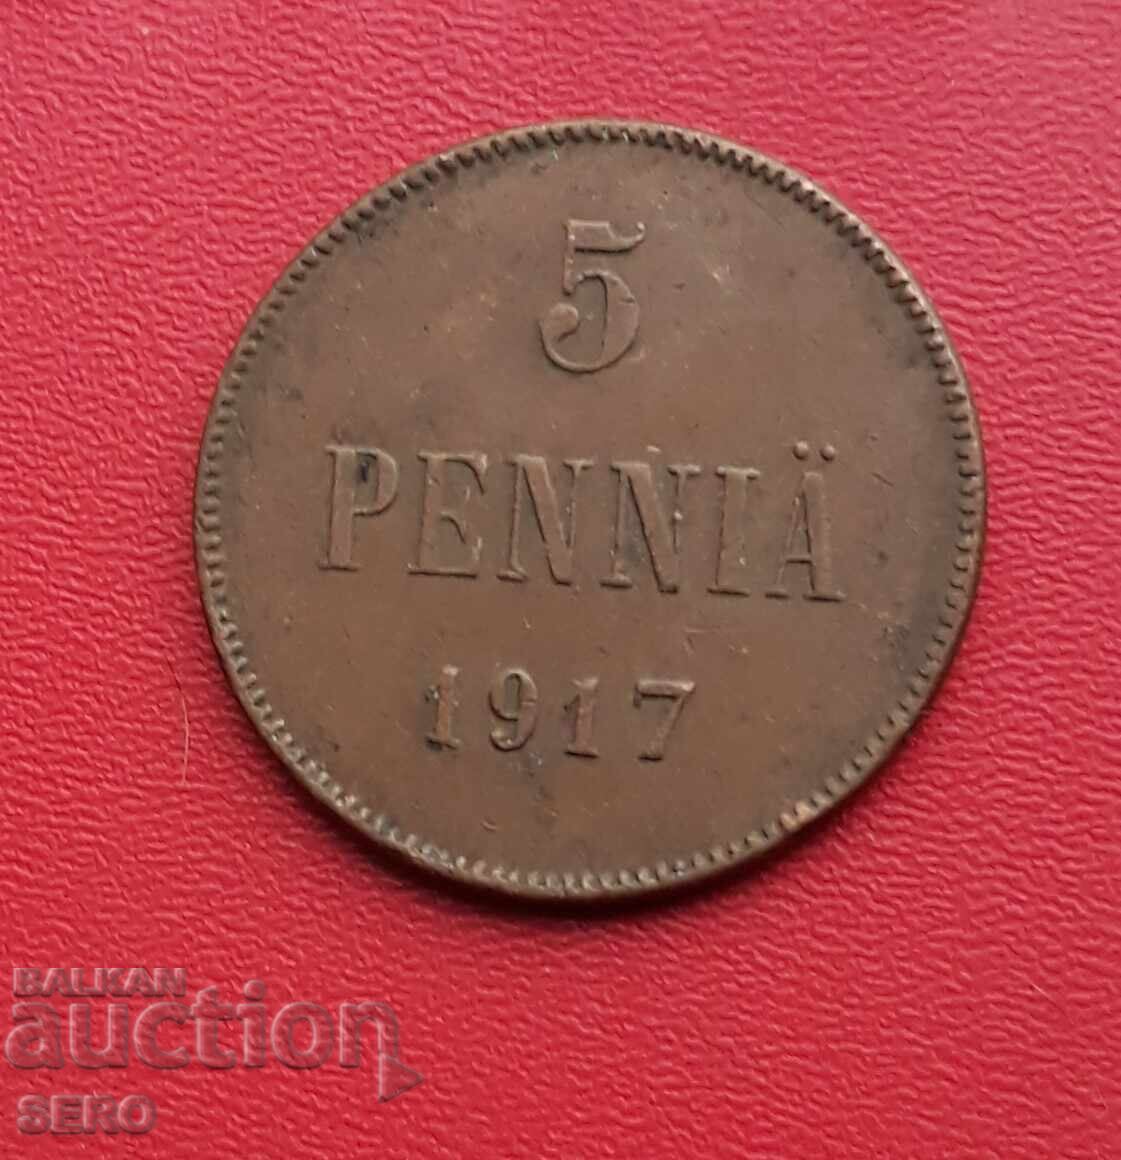 5
PENNIÄ
1917
BALKAN
auction
SERO